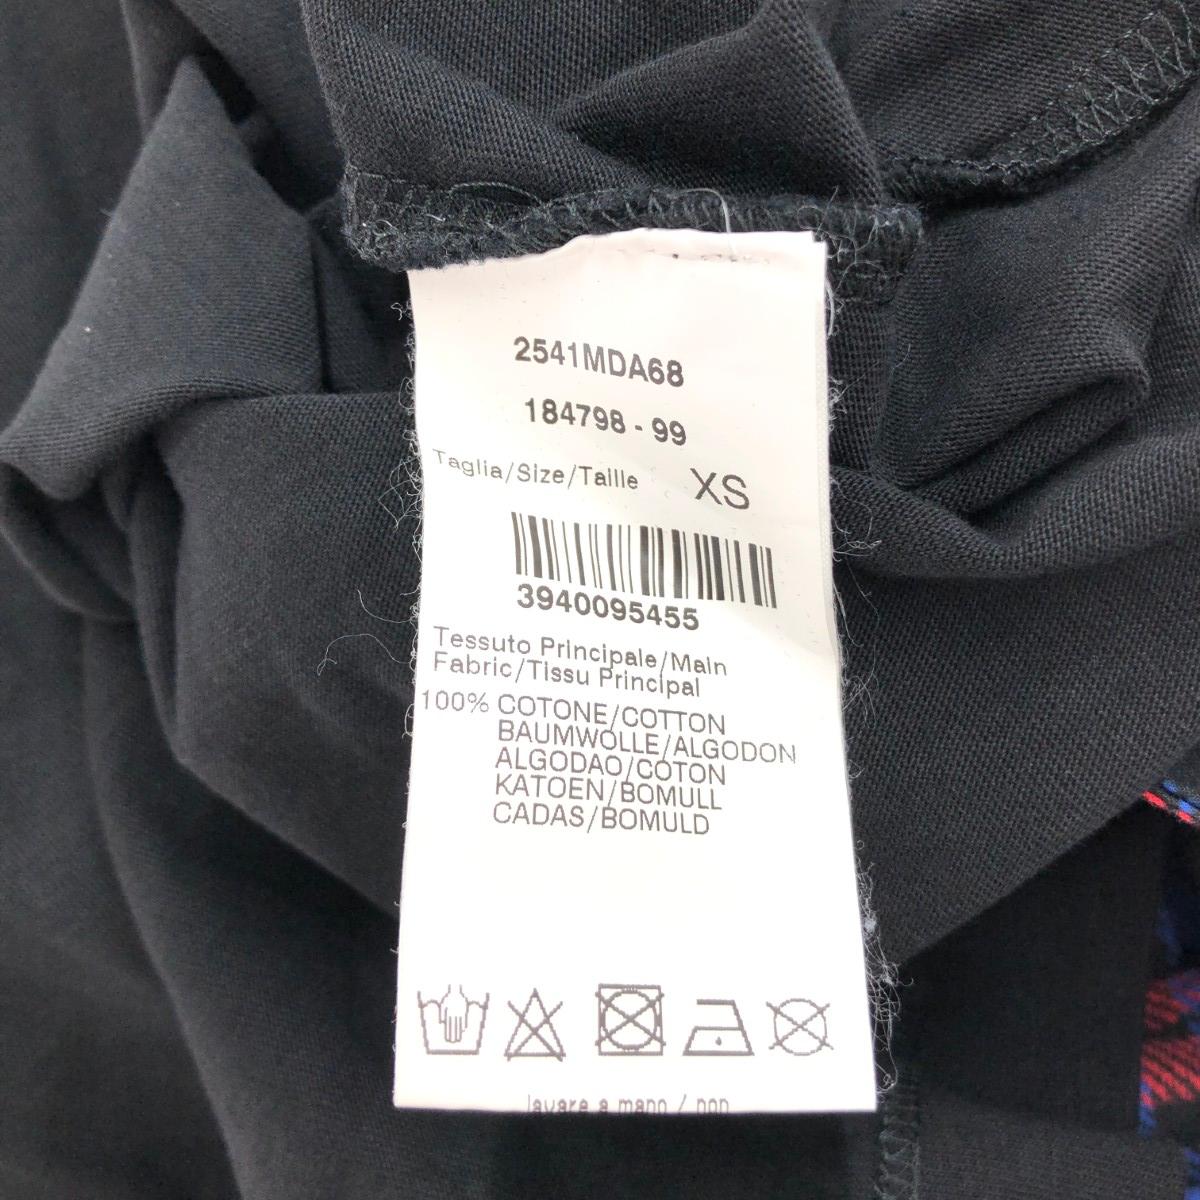 2541MDA68
184798 - 99
Taglia/Size/Taille XS
3940095455
Tessuto Principale/Main
Fabric/Tissu Principal
100% COTONE/COTTON
BAUMWOLLE/ALGODON
ALGODAO/COTON
KATOEN/BOMULL
CADAS/BOMULD
lavare a mano / non